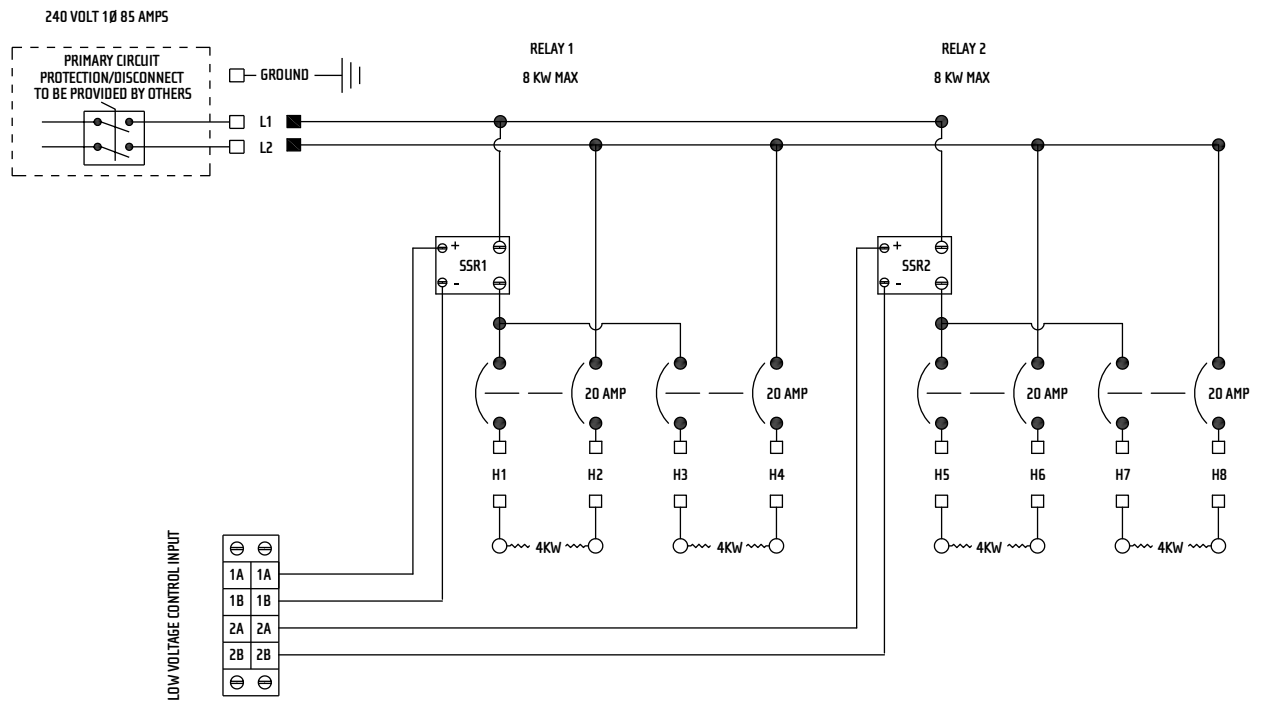 240 VOLT 1Ø 85 AMPS
PRIMARY CIRCUIT
PROTECTION/DISCONNECT
TO BE PROVIDED BY OTHERS
GROUND
L1
L2
RELAY 1
8 KW MAX
RELAY 2
8 KW MAX
+
SSR1
-
+
SSR2
-
20 AMP
20 AMP
20 AMP
20 AMP
H1
H2
H3
H4
H5
H6
H7
H8
4KW
4KW
4KW
4KW
LOW VOLTAGE CONTROL INPUT
1A 1A
1B 1B
2A 2A
2B 2B